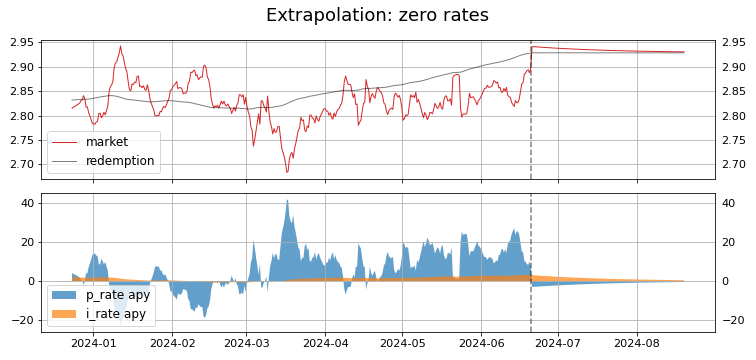 Extrapolation: zero rates
2.95 2.95
2.90 2.90
2.85 2.85
2.80 2.80
2.75 2.75
2.70 2.70
market
redemption
40 40
20 20
0 0
−20 −20
p_rate apy
i_rate apy
2024-01 2024-02 2024-03 2024-04 2024-05 2024-06 2024-07 2024-08